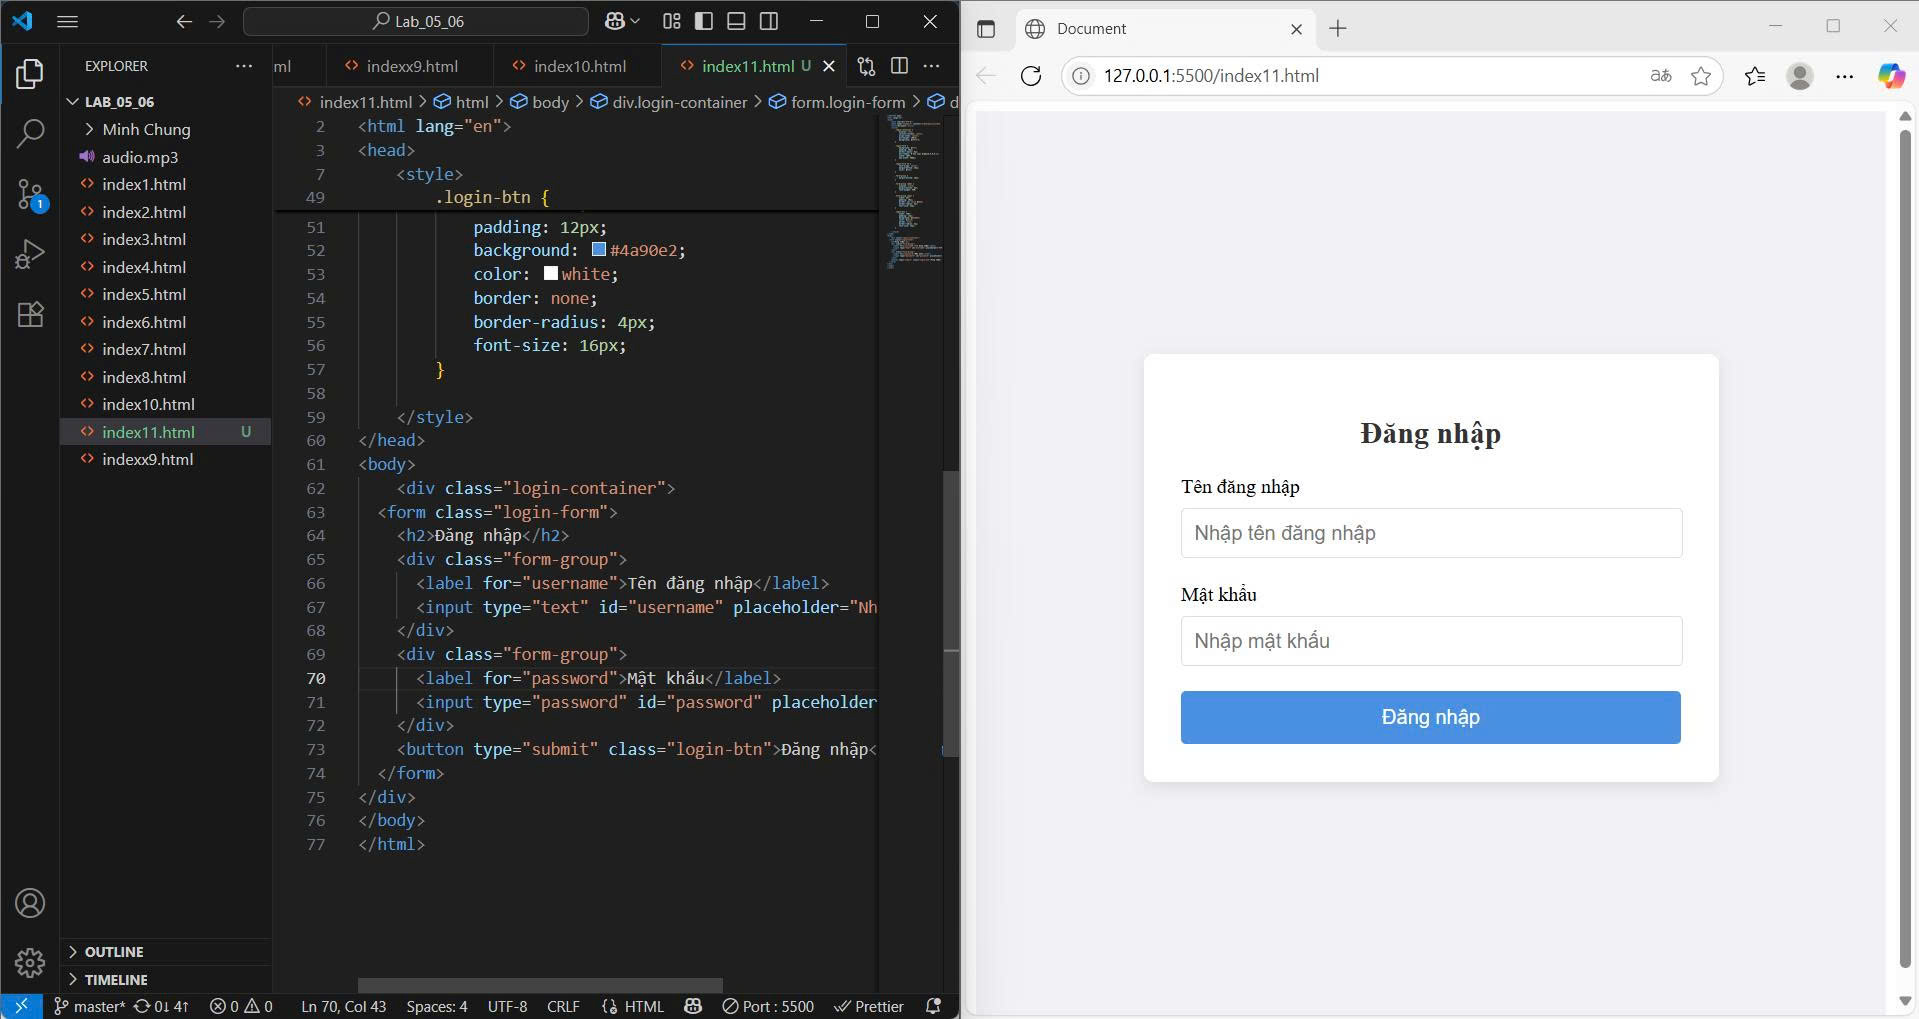 Lab_05_06
EXPLORER
LAB_05_06
Minh Chung
audio.mp3
index1.html
index2.html
index3.html
index4.html
index5.html
index6.html
index7.html
index8.html
index10.html
index11.html U
indexx9.html
OUTLINE
TIMELINE
ml
indexx9.html
index10.html
index11.html U
index11.html > html > body > div.login-container > form.login-form > d
2 <html lang="en">
3 <head>
7 <style>
49 .login-btn {
51 padding: 12px;
52 background: #4a90e2;
53 color: white;
54 border: none;
55 border-radius: 4px;
56 font-size: 16px;
57 }
58
59 </style>
60 </head>
61 <body>
62 <div class="login-container">
63 <form class="login-form">
64 <h2>Đăng nhập</h2>
65 <div class="form-group">
66 <label for="username">Tên đăng nhập</label>
67 <input type="text" id="username" placeholder="Nh
68 </div>
69 <div class="form-group">
70 <label for="password">Mật khẩu</label>
71 <input type="password" id="password" placeholder
72 </div>
73 <button type="submit" class="login-btn">Đăng nhập<
74 </form>
75 </div>
76 </body>
77 </html>
1
master* 0↓ 4↑ 0 0 Ln 70, Col 43 Spaces: 4 UTF-8 CRLF HTML Port : 5500 Prettier
Document
127.0.0.1:5500/index11.html
Đăng nhập
Tên đăng nhập
Nhập tên đăng nhập
Mật khẩu
Nhập mật khẩu
Đăng nhập